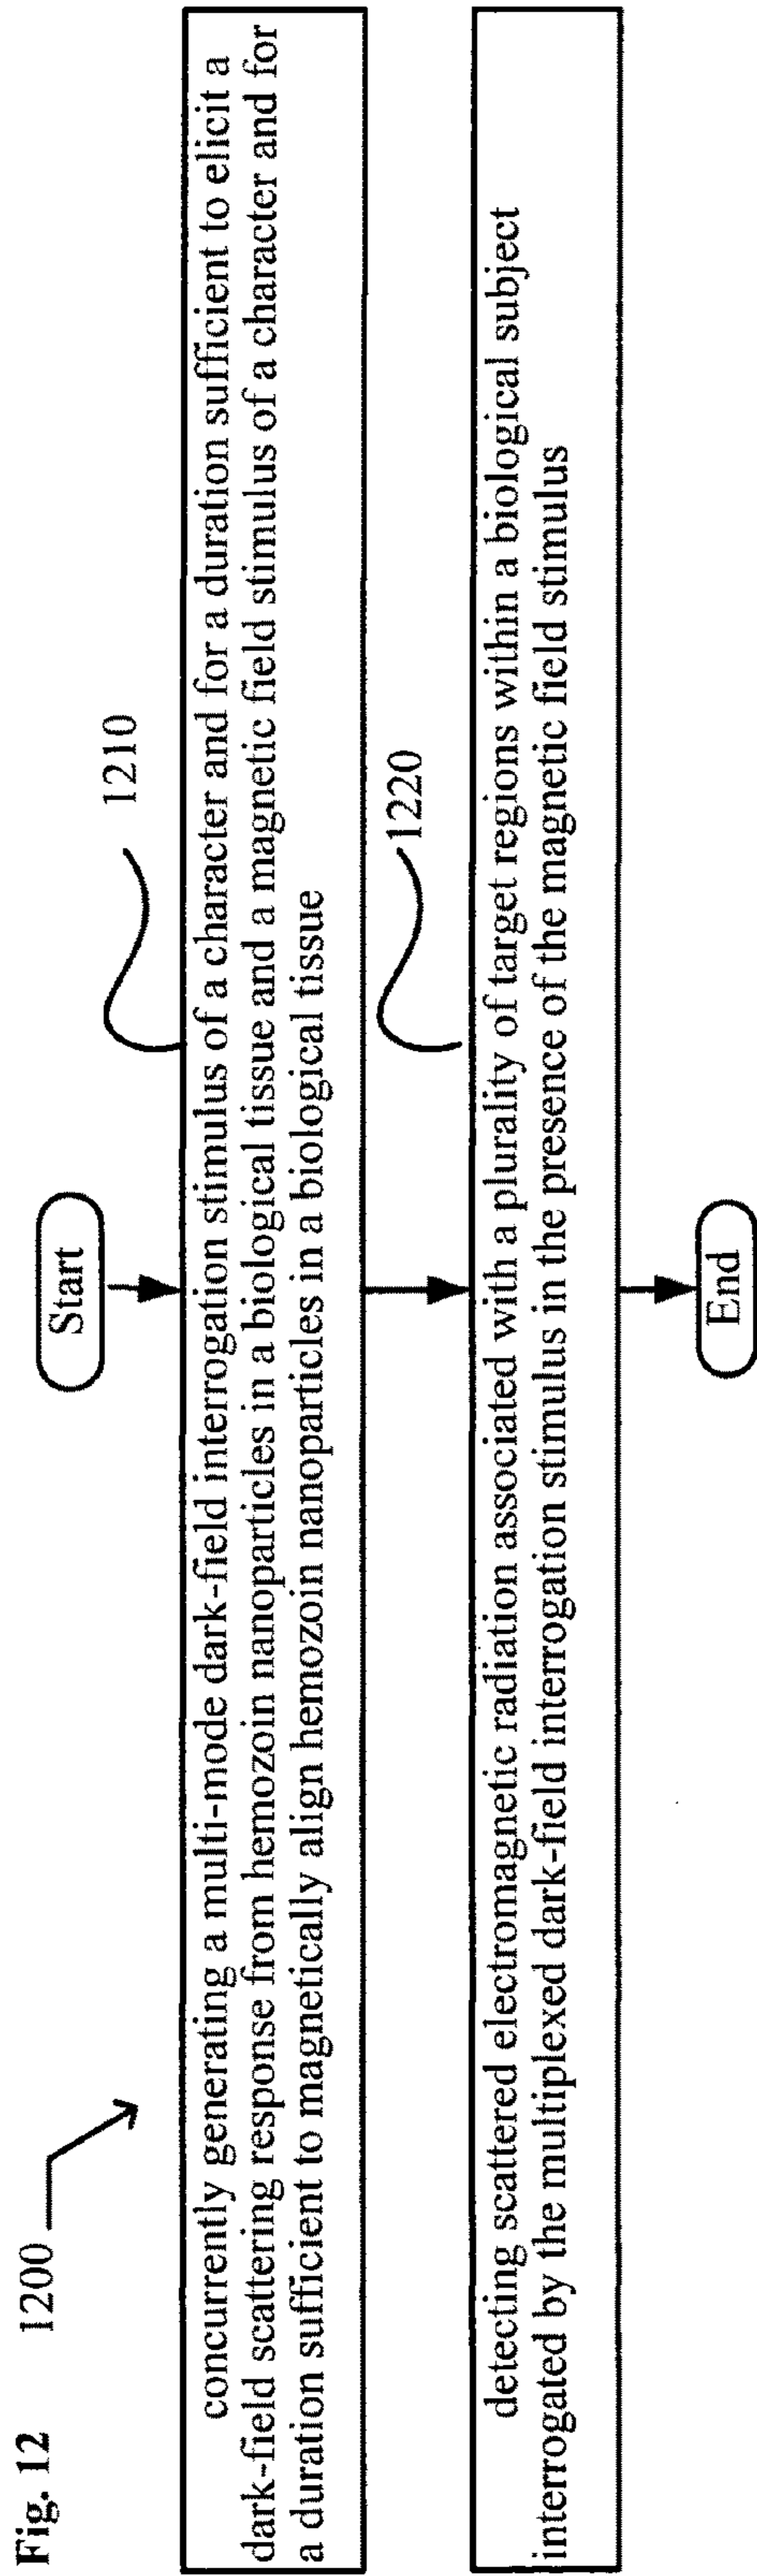 Fig. 12
1200
Start
1210
concurrently generating a multi-mode dark-field interrogation stimulus of a character and for a duration sufficient to elicit a
dark-field scattering response from hemozoin nanoparticles in a biological tissue and a magnetic field stimulus of a character and for
a duration sufficient to magnetically align hemozoin nanoparticles in a biological tissue
1220
detecting scattered electromagnetic radiation associated with a plurality of target regions within a biological subject
interrogated by the multiplexed dark-field interrogation stimulus in the presence of the magnetic field stimulus
End